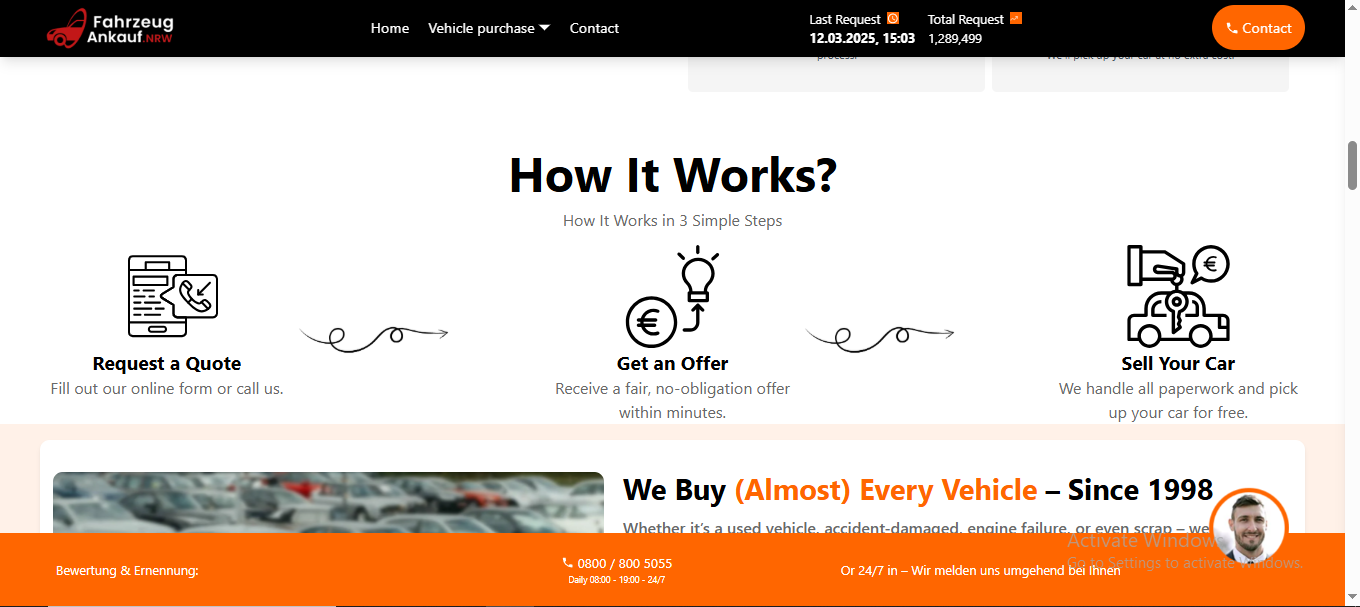 Fahrzeug
Ankauf.NRW
Home
Vehicle purchase
Contact
Last Request
12.03.2025, 15:03
Total Request
1,289,499
Contact
process.
We'll pick up your car at no extra cost.
How It Works?
How It Works in 3 Simple Steps
Request a Quote
Fill out our online form or call us.
Get an Offer
Receive a fair, no-obligation offer
within minutes.
Sell Your Car
We handle all paperwork and pick
up your car for free.
We Buy (Almost) Every Vehicle – Since 1998
Whether it's a used vehicle, accident-damaged, engine failure, or even scrap – we
Activate Windows
Go to Settings to activate Windows.
Bewertung & Ernennung:
0800 / 800 5055
Daily 08:00 - 19:00 - 24/7
Or 24/7 in – Wir melden uns umgehend bei Ihnen